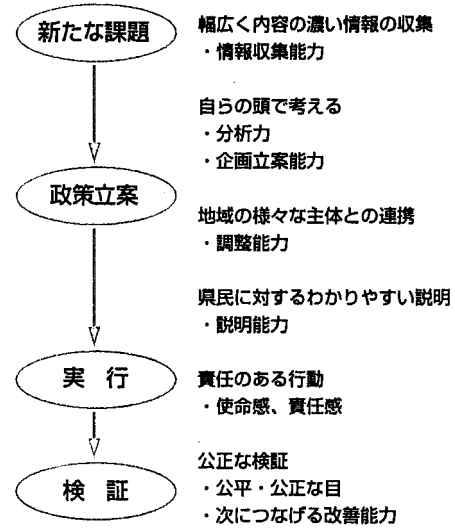 新たな課題
幅広く内容の濃い情報の収集
・情報収集能力
自らの頭で考える
・分析力
・企画立案能力
政策立案
地域の様々な主体との連携
・調整能力
県民に対するわかりやすい説明
・説明能力
実　行
責任のある行動
・使命感、責任感
検　証
公正な検証
・公平・公正な目
・次につなげる改善能力